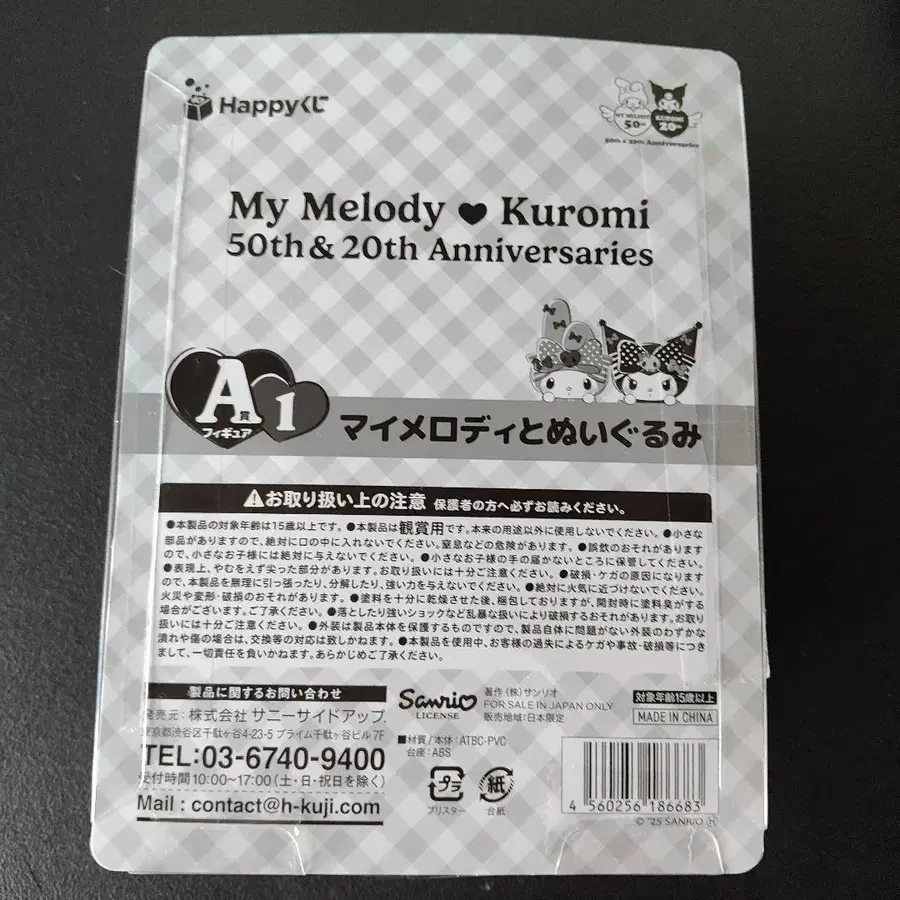 Happyくじ
MY MELODY 50th KUROMI 20th
50th & 20th Anniversaries
My Melody ♥ Kuromi
50th & 20th Anniversaries
A賞 フィギュア 1
マイメロディとぬいぐるみ
⚠お取り扱い上の注意 保護者の方へ必ずお読みください。
●本製品の対象年齢は15歳以上です。●本製品は観賞用です。本来の用途以外に使用しないでください。●小さな
部品がありますので、絶対に口の中に入れないでください。窒息などの危険があります。●誤飲のおそれがあります
ので、小さなお子様には絶対に与えないでください。●小さなお子様の手の届かないところに保管してください。
●表現上、やむをえず尖った部分があります。お取り扱いには十分ご注意ください。●破損・ケガの原因になります
ので、本製品を無理に引っ張ったり、分解したり、強い力を与えないでください。●絶対に火気に近づけないでください。
火災や変形・破損のおそれがあります。●塗料を十分に乾燥させた後、梱包しておりますが、開封時に塗料臭がする
場合がございます。ご了承ください。●落としたり強いショックなど乱暴な扱いにより破損するおそれがあります。お取り
扱いには十分ご注意ください。●外装は製品本体を保護するものですので、製品自体に問題がない外装のわずかな
潰れや傷の場合は、交換等の対応は致しかねます。●本製品を使用中、お客様の過失によるケガや事故・破損等につき
まして、一切責任を負いかねます。あらかじめご了承ください。
製品に関するお問い合わせ
発売元：株式会社 サニーサイドアップ
東京都渋谷区千駄ヶ谷4-23-5 プライム千駄ヶ谷ビル 7F
TEL:03-6740-9400
受付時間10:00~17:00(土・日・祝日を除く)
Mail : contact@h-kuji.com
Sanrio
LICENSE
著作 (株)サンリオ
FOR SALE IN JAPAN ONLY
販売地域:日本限定
対象年齢15歳以上
MADE IN CHINA
■材質／本体：ATBC-PVC
台座：ABS
プラ
ブリスター
紙
台紙
4 560256 186683
© '25 SANRIO Ⓗ